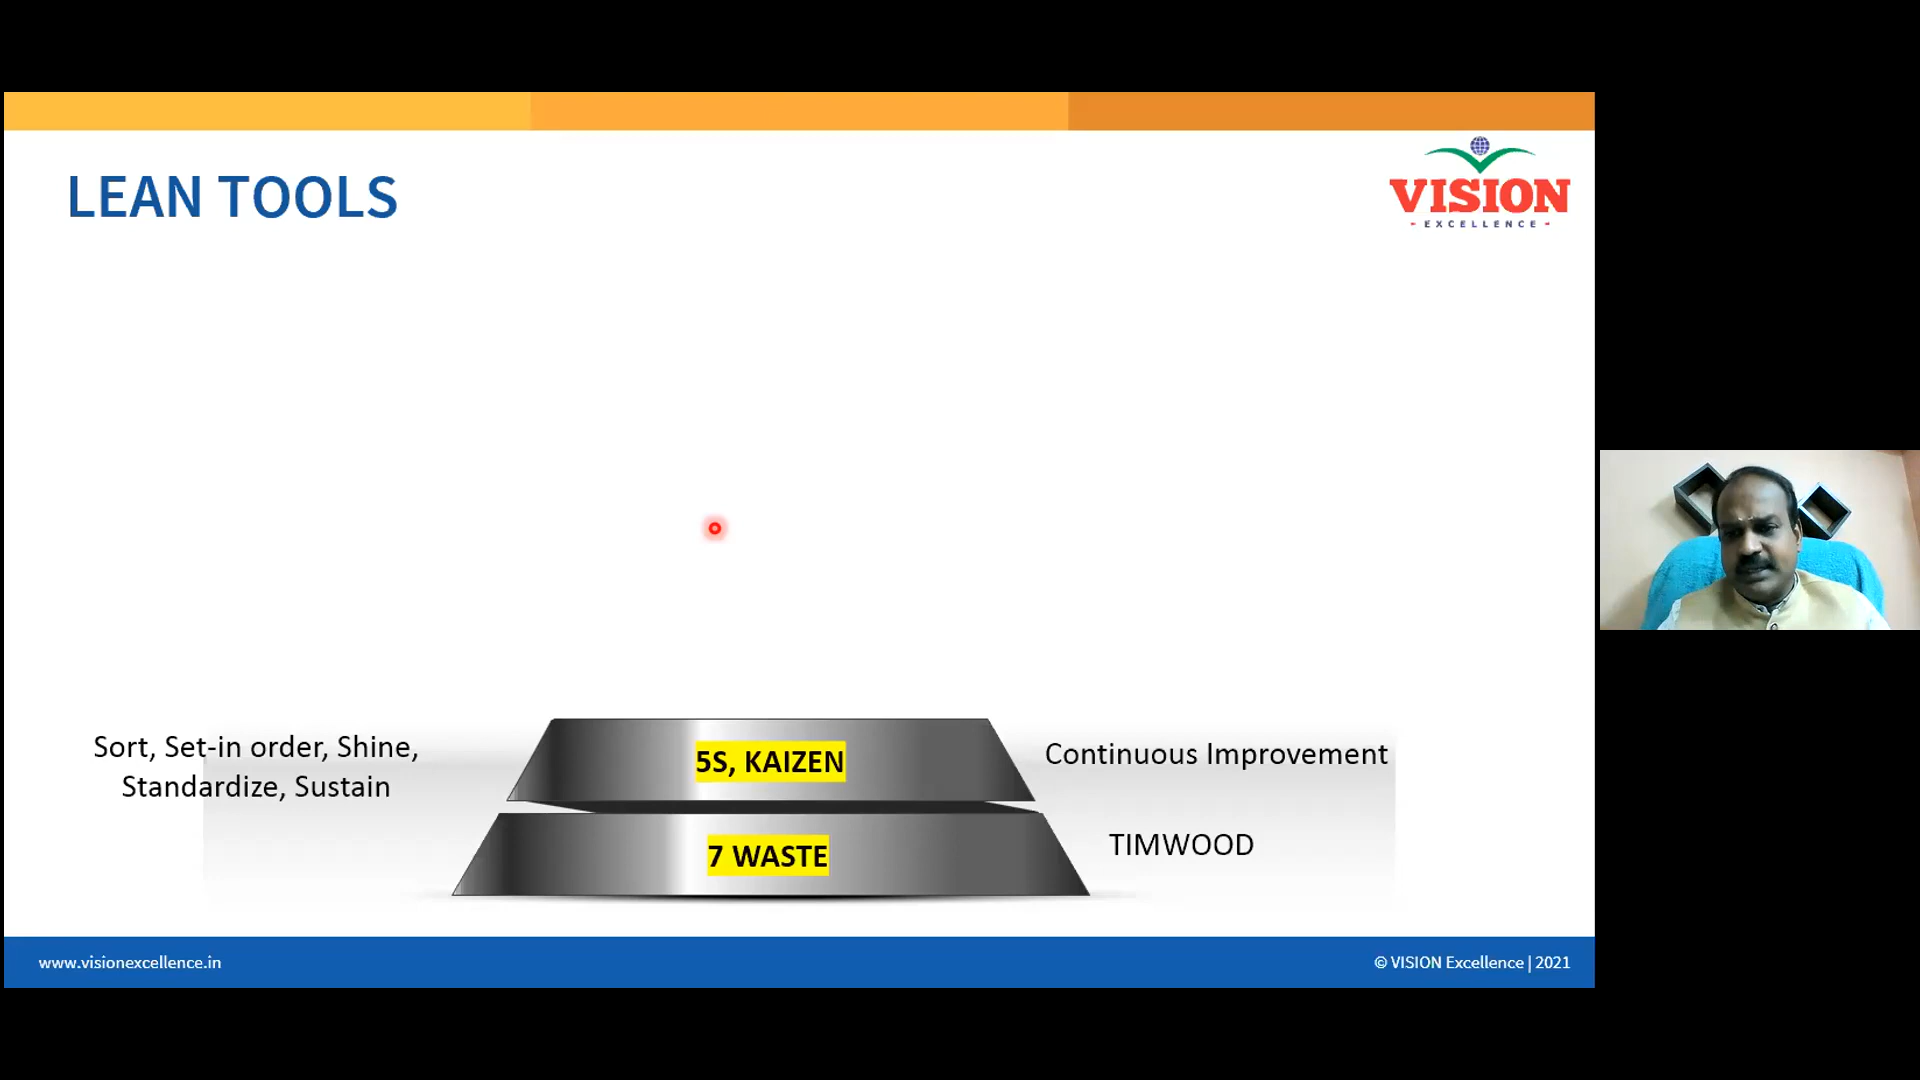 LEAN TOOLS
VISION
- EXCELLENCE -
Sort, Set-in order, Shine,
Standardize, Sustain
5S, KAIZEN
Continuous Improvement
7 WASTE
TIMWOOD
www.visionexcellence.in
© VISION Excellence | 2021